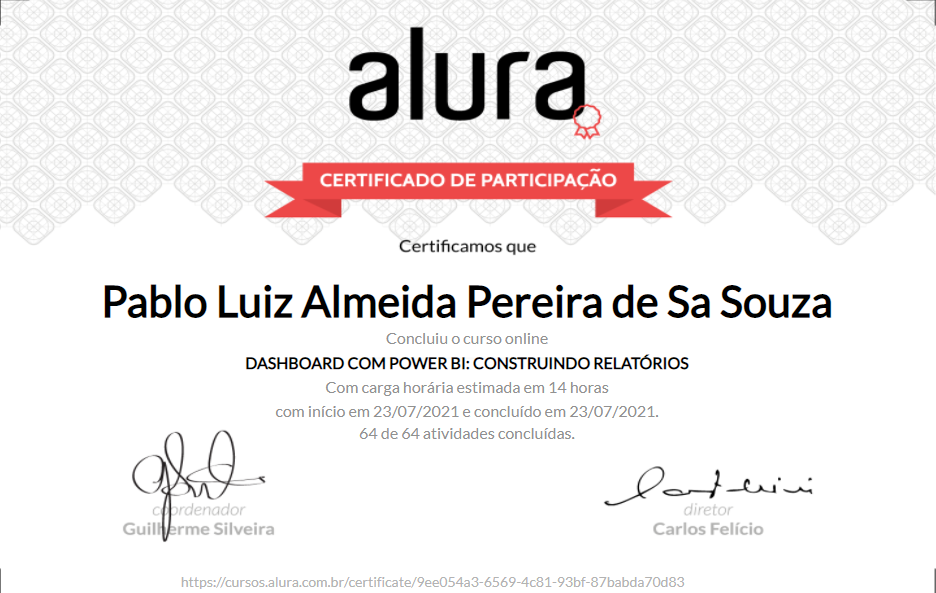 alura
CERTIFICADO DE PARTICIPAÇÃO
Certificamos que
Pablo Luiz Almeida Pereira de Sa Souza
Concluiu o curso online
DASHBOARD COM POWER BI: CONSTRUINDO RELATÓRIOS
Com carga horária estimada em 14 horas
com início em 23/07/2021 e concluído em 23/07/2021.
64 de 64 atividades concluídas.
coordenador
Guilherme Silveira
diretor
Carlos Felício
https://cursos.alura.com.br/certificate/9ee054a3-6569-4c81-93bf-87babda70d83